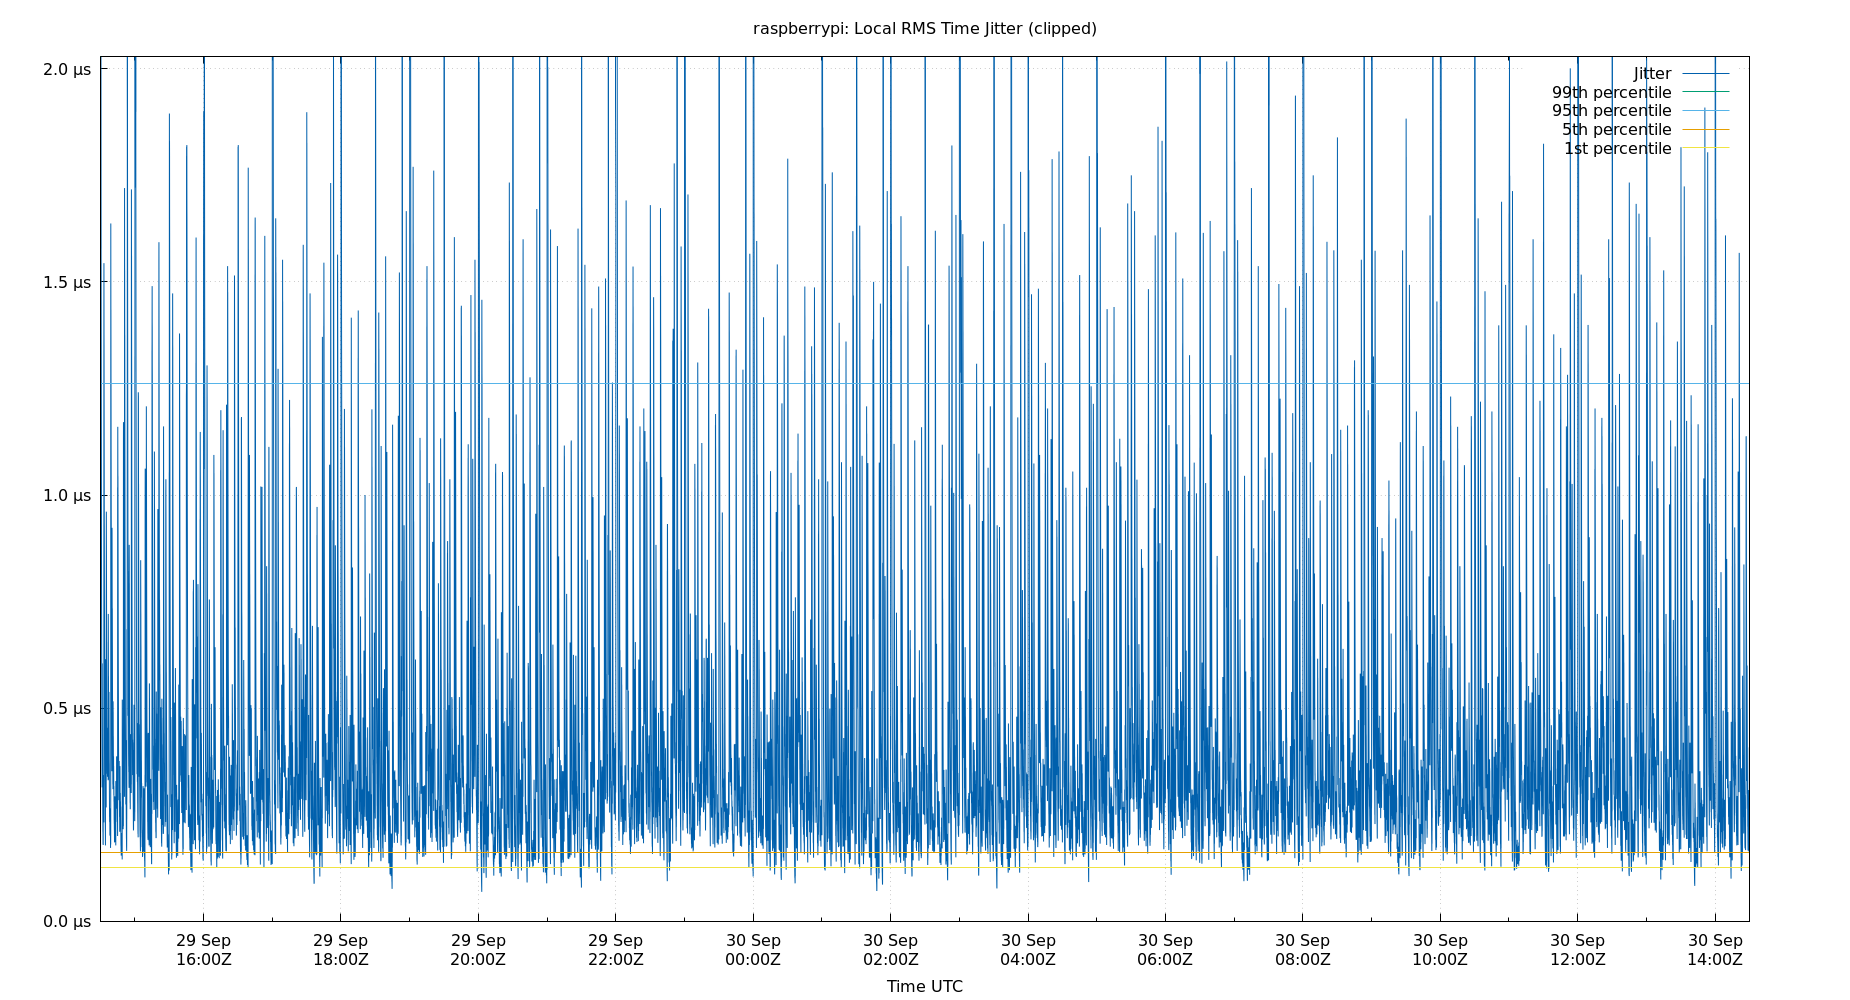 raspberrypi: Local RMS Time Jitter (clipped)
2.0 μs
1.5 μs
1.0 μs
0.5 μs
0.0 μs
Jitter
99th percentile
95th percentile
5th percentile
1st percentile
29 Sep 29 Sep 29 Sep 29 Sep 30 Sep 30 Sep 30 Sep 30 Sep 30 Sep 30 Sep 30 Sep 30 Sep
16:00Z 18:00Z 20:00Z 22:00Z 00:00Z 02:00Z 04:00Z 06:00Z 08:00Z 10:00Z 12:00Z 14:00Z
Time UTC